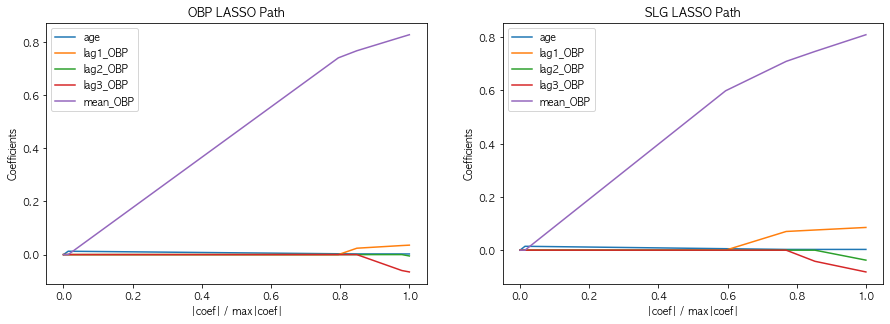 OBP LASSO Path
0.8
0.6
0.4
0.2
0.0
Coefficients
age
lag1_OBP
lag2_OBP
lag3_OBP
mean_OBP
0.0 0.2 0.4 0.6 0.8 1.0
|coef| / max|coef|
SLG LASSO Path
0.8
0.6
0.4
0.2
0.0
Coefficients
age
lag1_OBP
lag2_OBP
lag3_OBP
mean_OBP
0.0 0.2 0.4 0.6 0.8 1.0
|coef| / max|coef|